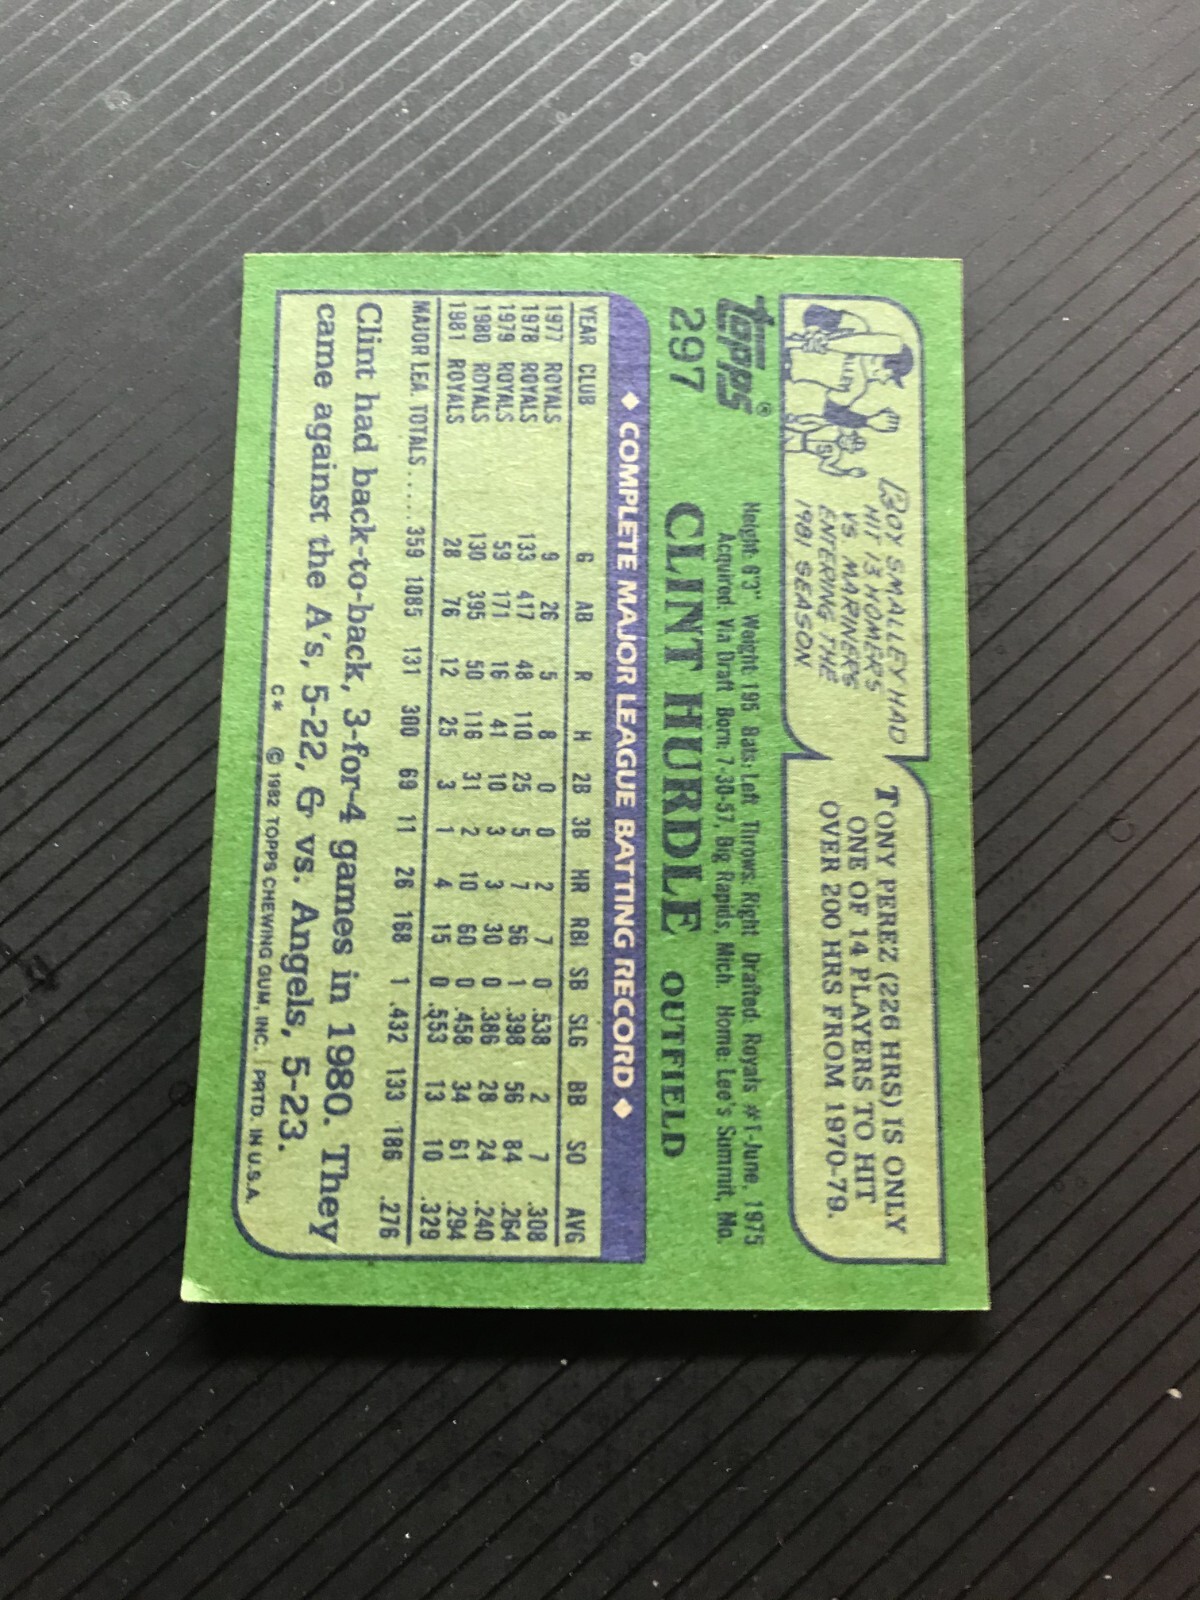 ROY SMALLEY HAD
HIT 13 HOMERS
VS. MARINERS
ENTERING THE
1981 SEASON
TONY PEREZ (226 HRS) IS ONLY
ONE OF 14 PLAYERS TO HIT
OVER 200 HRS FROM 1970-79.
Topps®
297
Height: 6'3" Weight: 195 Bats: Left Throws: Right Drafted: Royals #1-June, 1975
Acquired: Via Draft Born: 7-30-57, Big Rapids, Mich. Home: Lee's Summit, Mo.
CLINT HURDLE OUTFIELD
♦ COMPLETE MAJOR LEAGUE BATTING RECORD ♦
YEAR CLUB G AB R H 2B 3B HR RBI SB SLG BB SO AVG
1977 ROYALS 9 26 5 8 0 0 2 7 0 .538 2 7 .308
1978 ROYALS 133 417 48 110 25 5 7 56 1 .398 56 84 .264
1979 ROYALS 59 171 16 41 10 3 3 30 0 .386 28 24 .240
1980 ROYALS 130 395 50 116 31 2 10 60 0 .458 34 61 .294
1981 ROYALS 28 76 12 25 3 1 4 15 0 .553 13 10 .329
MAJOR LEA. TOTALS.... 359 1085 131 300 69 11 26 168 1 .432 133 186 .276
Clint had back-to-back, 3-for-4 games in 1980. They
came against the A's, 5-22, & vs. Angels, 5-23.
C* © 1982 TOPPS CHEWING GUM, INC. PRTD. IN U.S.A.